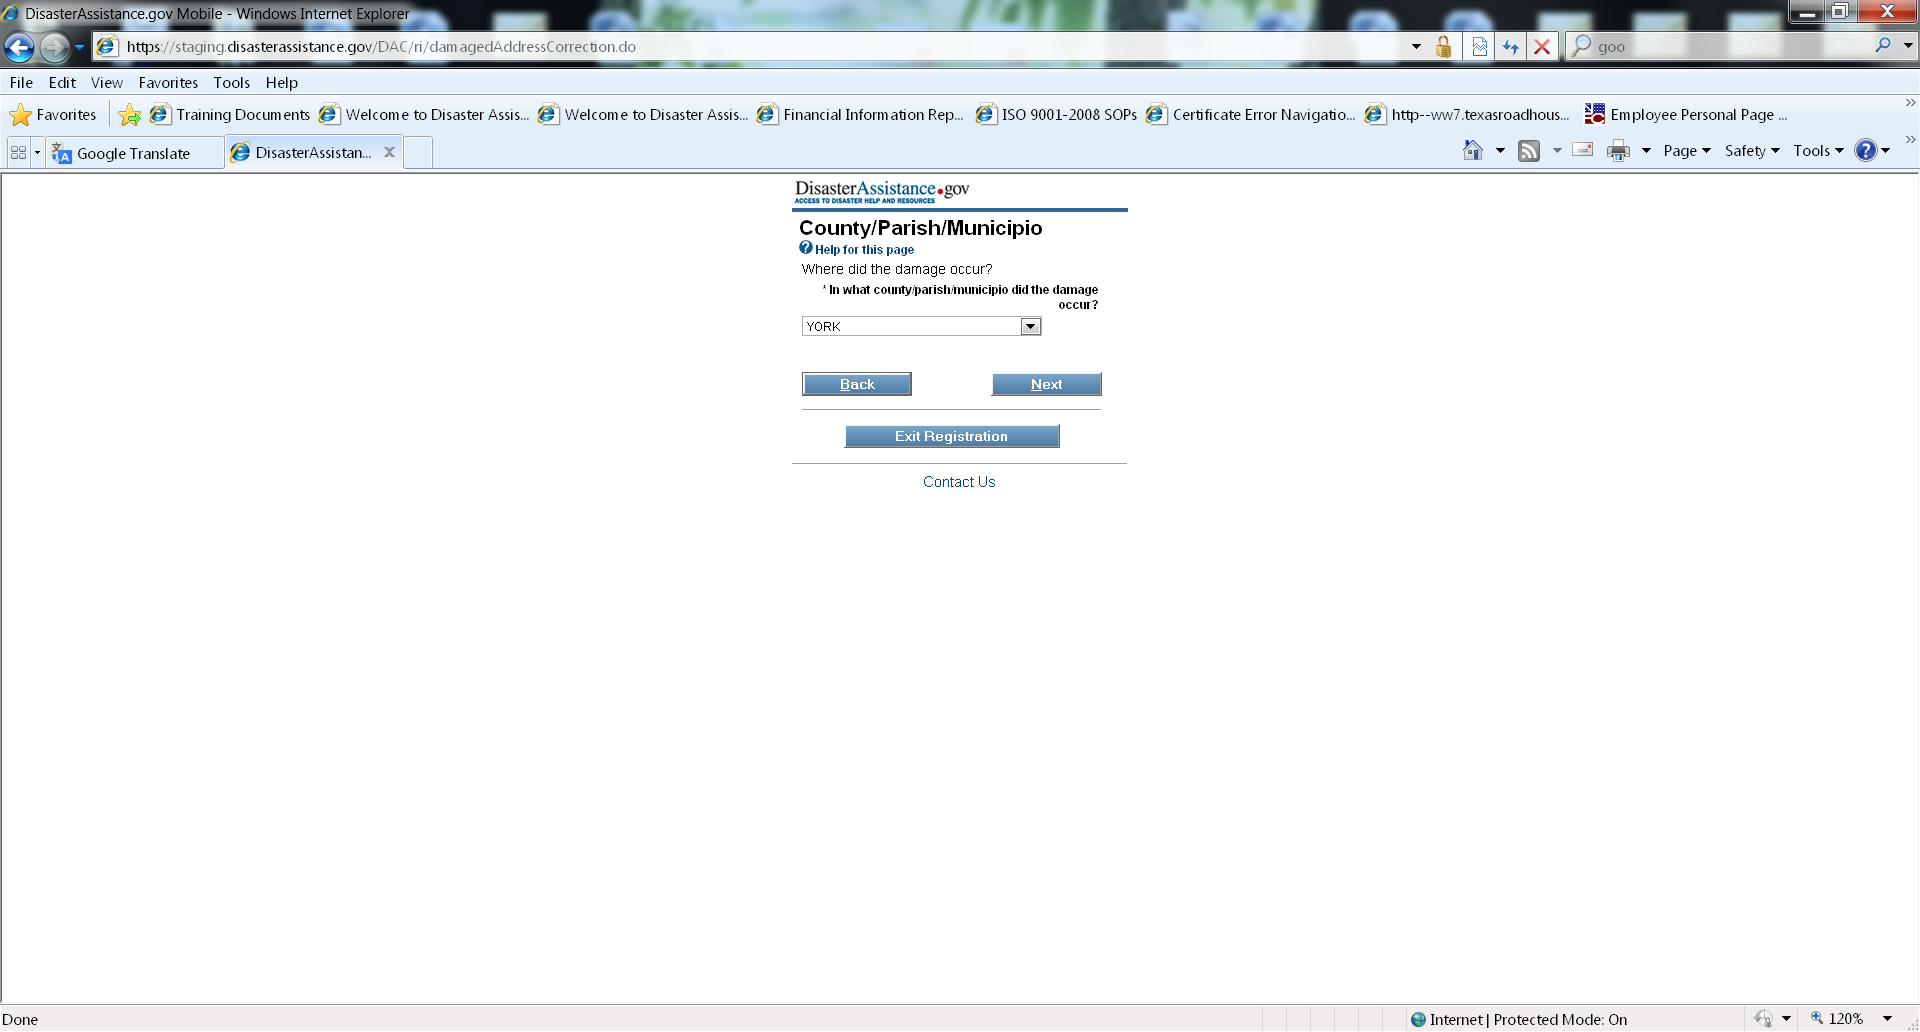 DisasterAssistance.gov Mobile - Windows Internet Explorer
https://staging.disasterassistance.gov/DAC/ri/damagedAddressCorrection.do
goo
File Edit View Favorites Tools Help
Favorites Training Documents Welcome to Disaster Assis... Welcome to Disaster Assis... Financial Information Rep... ISO 9001-2008 SOPs Certificate Error Navigatio... http--ww7.texasroadhous... Employee Personal Page ...
Google Translate DisasterAssistan... Page Safety Tools
DisasterAssistance.gov
ACCESS TO DISASTER HELP AND RESOURCES
County/Parish/Municipio
Help for this page
Where did the damage occur?
* In what county/parish/municipio did the damage
occur?
YORK
Back Next
Exit Registration
Contact Us
Done Internet | Protected Mode: On 120%